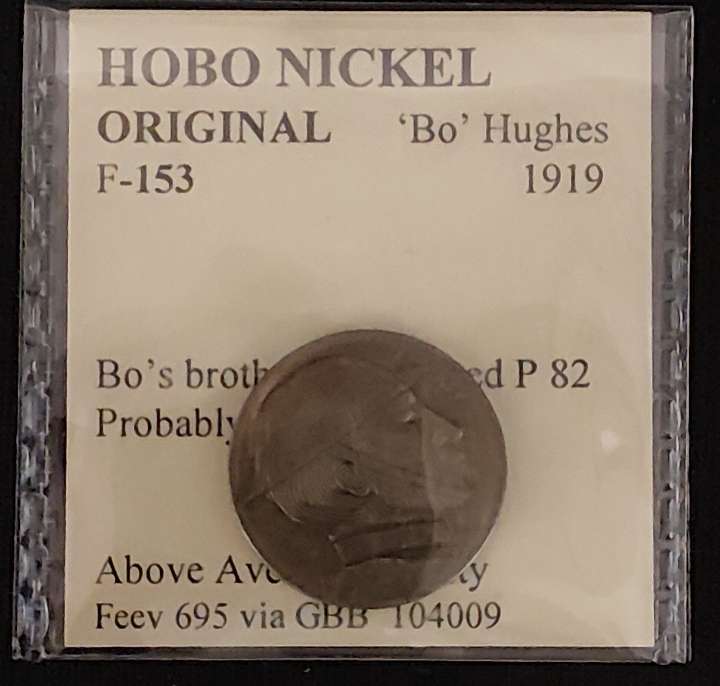 HOBO NICKEL
ORIGINAL 'Bo' Hughes
F-153 1919
Bo's broth ed P 82
Probably
Above Ave ty
Feev 695 via GBB 104009